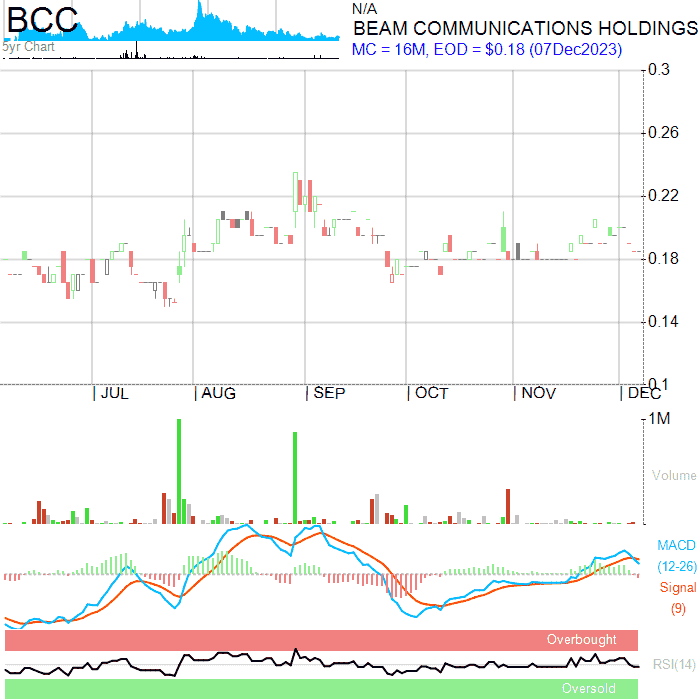 BCC
N/A
BEAM COMMUNICATIONS HOLDINGS
5yr Chart
MC = 16M, EOD = $0.18 (07Dec2023)
0.3
0.26
0.22
0.18
0.14
0.1
JUL
AUG
SEP
OCT
NOV
DEC
1M
Volume
MACD
(12-26)
Signal
(9)
Overbought
RSI(14)
Oversold